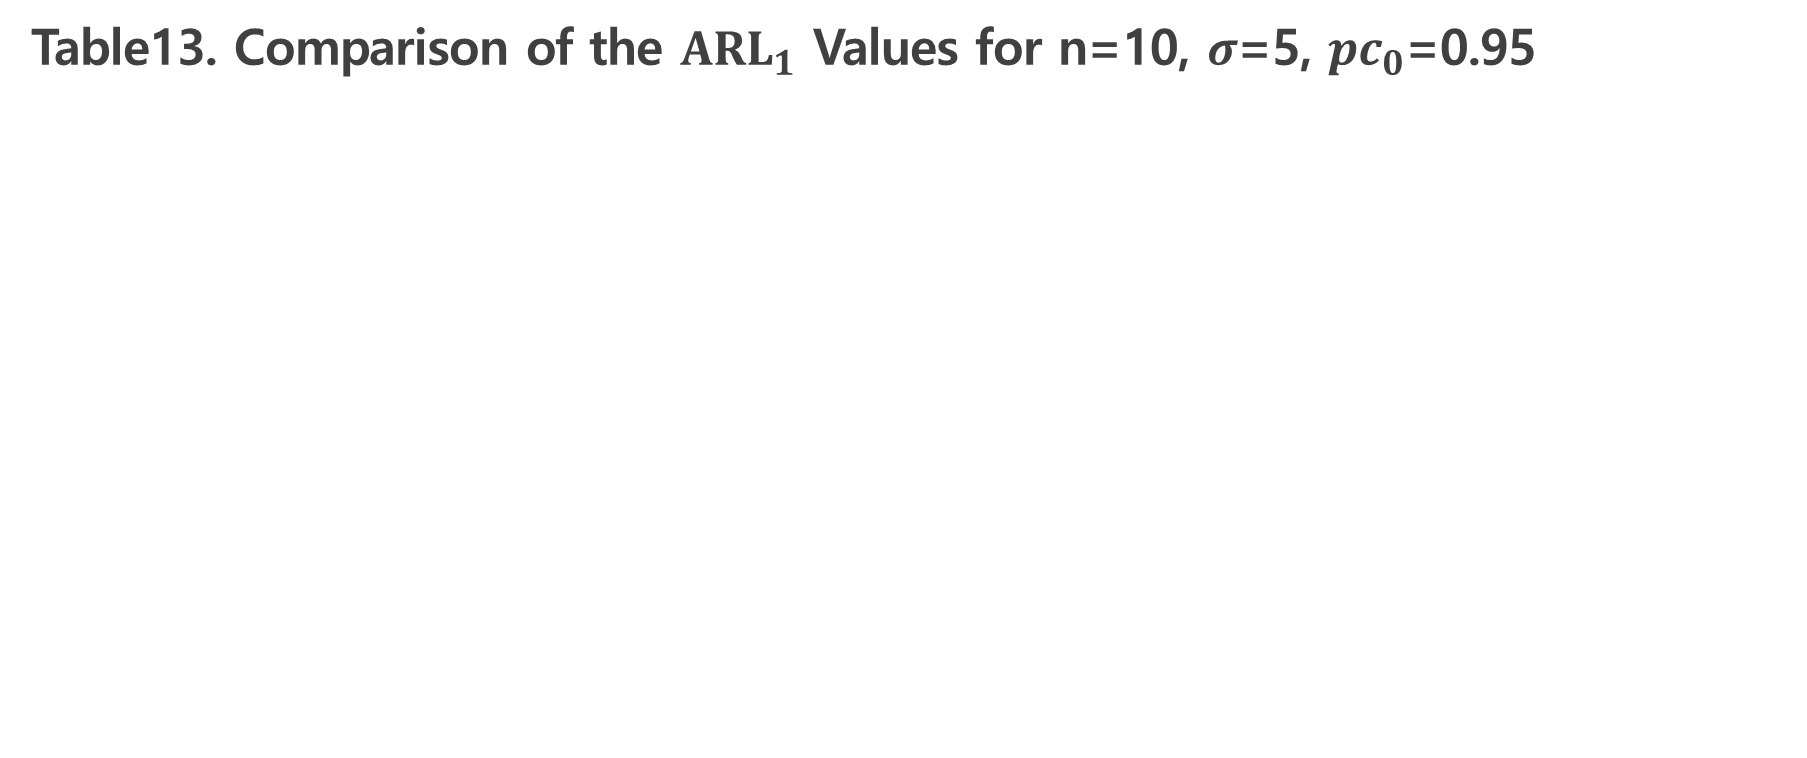 Table13. Comparison of the ARL₁ Values for n=10, σ=5, pc₀=0.95